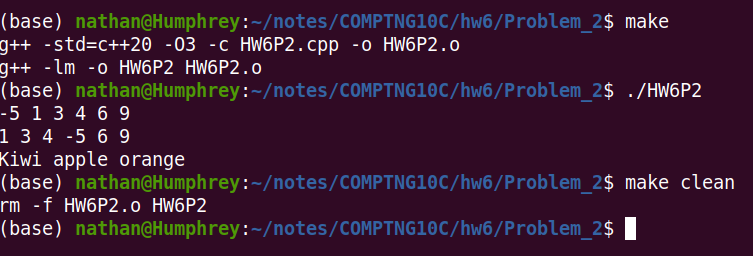 (base) nathan@Humphrey:~/notes/COMPTNG10C/hw6/Problem_2$ make
g++ -std=c++20 -O3 -c HW6P2.cpp -o HW6P2.o
g++ -lm -o HW6P2 HW6P2.o
(base) nathan@Humphrey:~/notes/COMPTNG10C/hw6/Problem_2$ ./HW6P2
-5 1 3 4 6 9
1 3 4 -5 6 9
Kiwi apple orange
(base) nathan@Humphrey:~/notes/COMPTNG10C/hw6/Problem_2$ make clean
rm -f HW6P2.o HW6P2
(base) nathan@Humphrey:~/notes/COMPTNG10C/hw6/Problem_2$